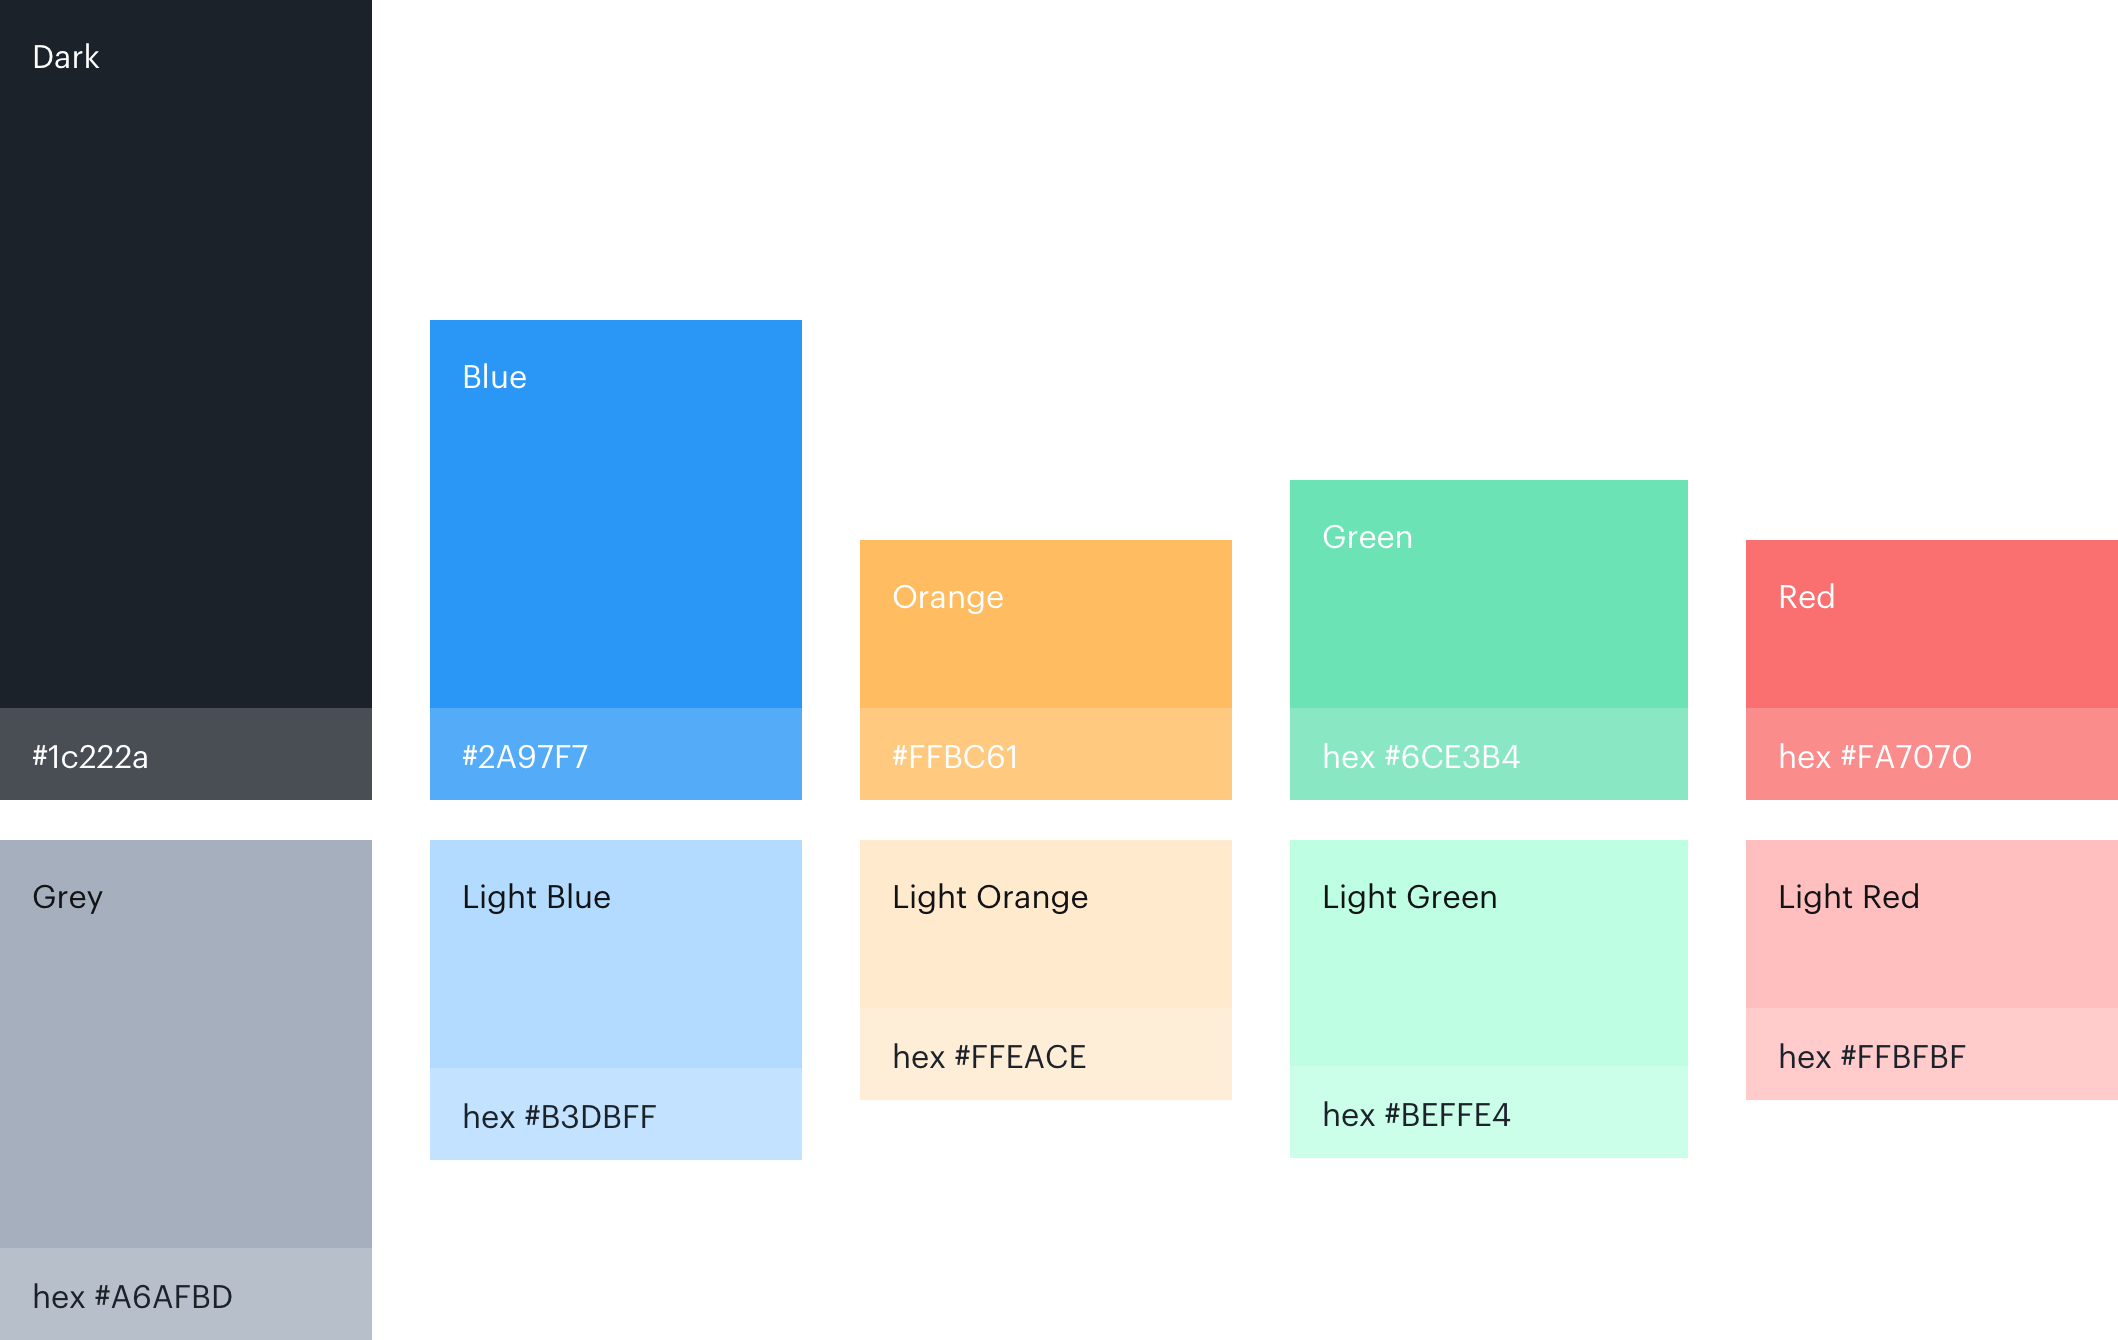 Dark
#1c222a
Blue
#2A97F7
Orange
#FFBC61
Green
hex #6CE3B4
Red
hex #FA7070
Grey
hex #A6AFBD
Light Blue
hex #B3DBFF
Light Orange
hex #FFEACE
Light Green
hex #BEFFE4
Light Red
hex #FFBFBF